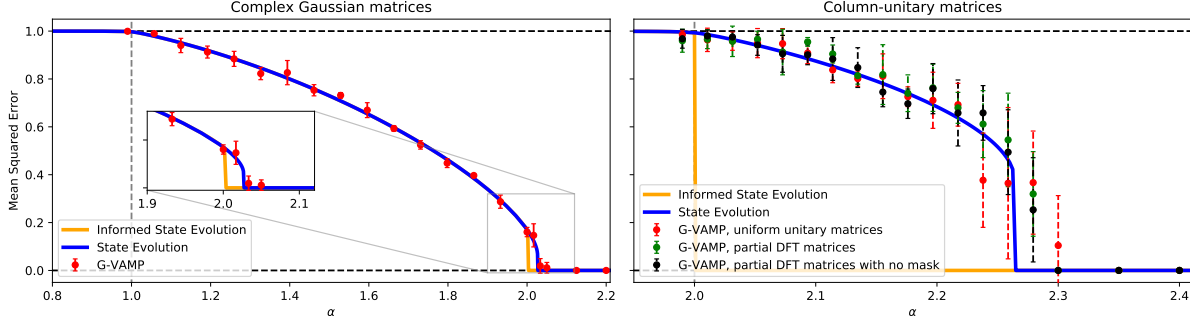 Complex Gaussian matrices
Mean Squared Error
1.0
0.8
0.6
0.4
0.2
0.0
1.9
2.0
2.1
Informed State Evolution
State Evolution
G-VAMP
0.8
1.0
1.2
1.4
1.6
1.8
2.0
2.2
α
Column-unitary matrices
Informed State Evolution
State Evolution
G-VAMP, uniform unitary matrices
G-VAMP, partial DFT matrices
G-VAMP, partial DFT matrices with no mask
2.0
2.1
2.2
2.3
2.4
α